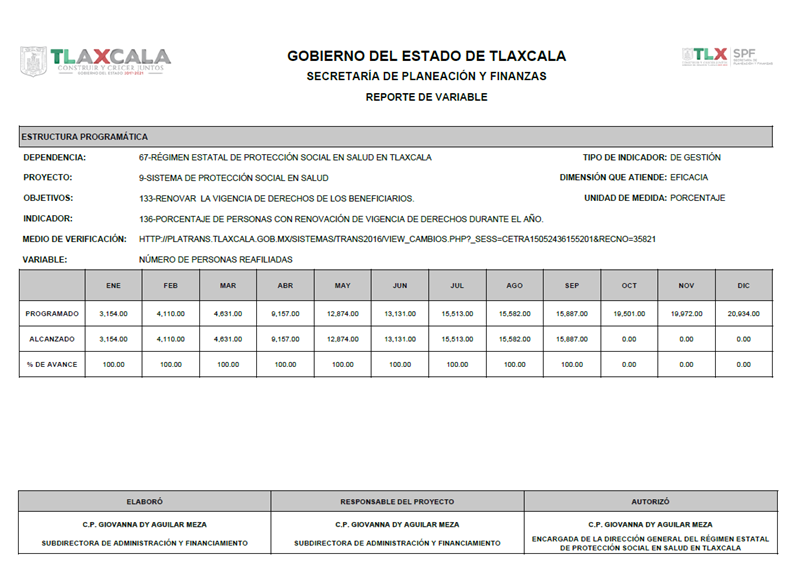 TLAXCALA
CONSTRUIR Y CRECER JUNTOS
GOBIERNO DEL ESTADO 2017-2021
GOBIERNO DEL ESTADO DE TLAXCALA
SECRETARÍA DE PLANEACIÓN Y FINANZAS
REPORTE DE VARIABLE
TLX
SPF
ESTRUCTURA PROGRAMÁTICA
DEPENDENCIA: 67-RÉGIMEN ESTATAL DE PROTECCIÓN SOCIAL EN SALUD EN TLAXCALA TIPO DE INDICADOR: DE GESTIÓN
PROYECTO: 9-SISTEMA DE PROTECCIÓN SOCIAL EN SALUD DIMENSIÓN QUE ATIENDE: EFICACIA
OBJETIVOS: 133-RENOVAR LA VIGENCIA DE DERECHOS DE LOS BENEFICIARIOS. UNIDAD DE MEDIDA: PORCENTAJE
INDICADOR: 136-PORCENTAJE DE PERSONAS CON RENOVACIÓN DE VIGENCIA DE DERECHOS DURANTE EL AÑO.
MEDIO DE VERIFICACIÓN: HTTP://PLATRANS.TLAXCALA.GOB.MX/SISTEMAS/TRANS2016/VIEW_CAMBIOS.PHP?_SESS=CETRA15052436155201&RECNO=35821
VARIABLE: NÚMERO DE PERSONAS REAFILIADAS
ENE FEB MAR ABR MAY JUN JUL AGO SEP OCT NOV DIC
PROGRAMADO 3,154.00 4,110.00 4,631.00 9,157.00 12,874.00 13,131.00 15,513.00 15,582.00 15,887.00 19,501.00 19,972.00 20,934.00
ALCANZADO 3,154.00 4,110.00 4,631.00 9,157.00 12,874.00 13,131.00 15,513.00 15,582.00 15,887.00 0.00 0.00 0.00
% DE AVANCE 100.00 100.00 100.00 100.00 100.00 100.00 100.00 100.00 100.00 0.00 0.00 0.00
ELABORÓ RESPONSABLE DEL PROYECTO AUTORIZÓ
C.P. GIOVANNA DY AGUILAR MEZA C.P. GIOVANNA DY AGUILAR MEZA C.P. GIOVANNA DY AGUILAR MEZA
SUBDIRECTORA DE ADMINISTRACIÓN Y FINANCIAMIENTO SUBDIRECTORA DE ADMINISTRACIÓN Y FINANCIAMIENTO ENCARGADA DE LA DIRECCIÓN GENERAL DEL RÉGIMEN ESTATAL
DE PROTECCIÓN SOCIAL EN SALUD EN TLAXCALA